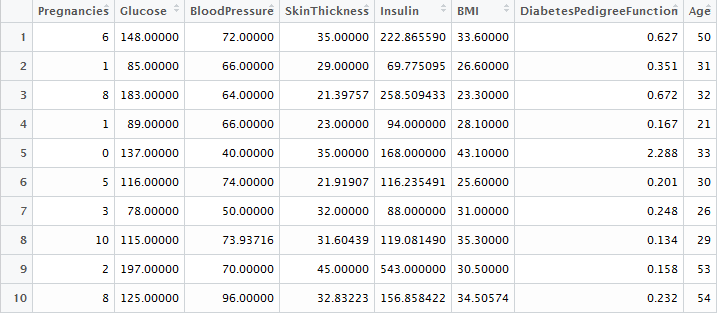 Pregnancies Glucose BloodPressure SkinThickness Insulin BMI DiabetesPedigreeFunction Age
1 6 148.00000 72.00000 35.00000 222.865590 33.60000 0.627 50
2 1 85.00000 66.00000 29.00000 69.775095 26.60000 0.351 31
3 8 183.00000 64.00000 21.39757 258.509433 23.30000 0.672 32
4 1 89.00000 66.00000 23.00000 94.000000 28.10000 0.167 21
5 0 137.00000 40.00000 35.00000 168.000000 43.10000 2.288 33
6 5 116.00000 74.00000 21.91907 116.235491 25.60000 0.201 30
7 3 78.00000 50.00000 32.00000 88.000000 31.00000 0.248 26
8 10 115.00000 73.93716 31.60439 119.081490 35.30000 0.134 29
9 2 197.00000 70.00000 45.00000 543.000000 30.50000 0.158 53
10 8 125.00000 96.00000 32.83223 156.858422 34.50574 0.232 54